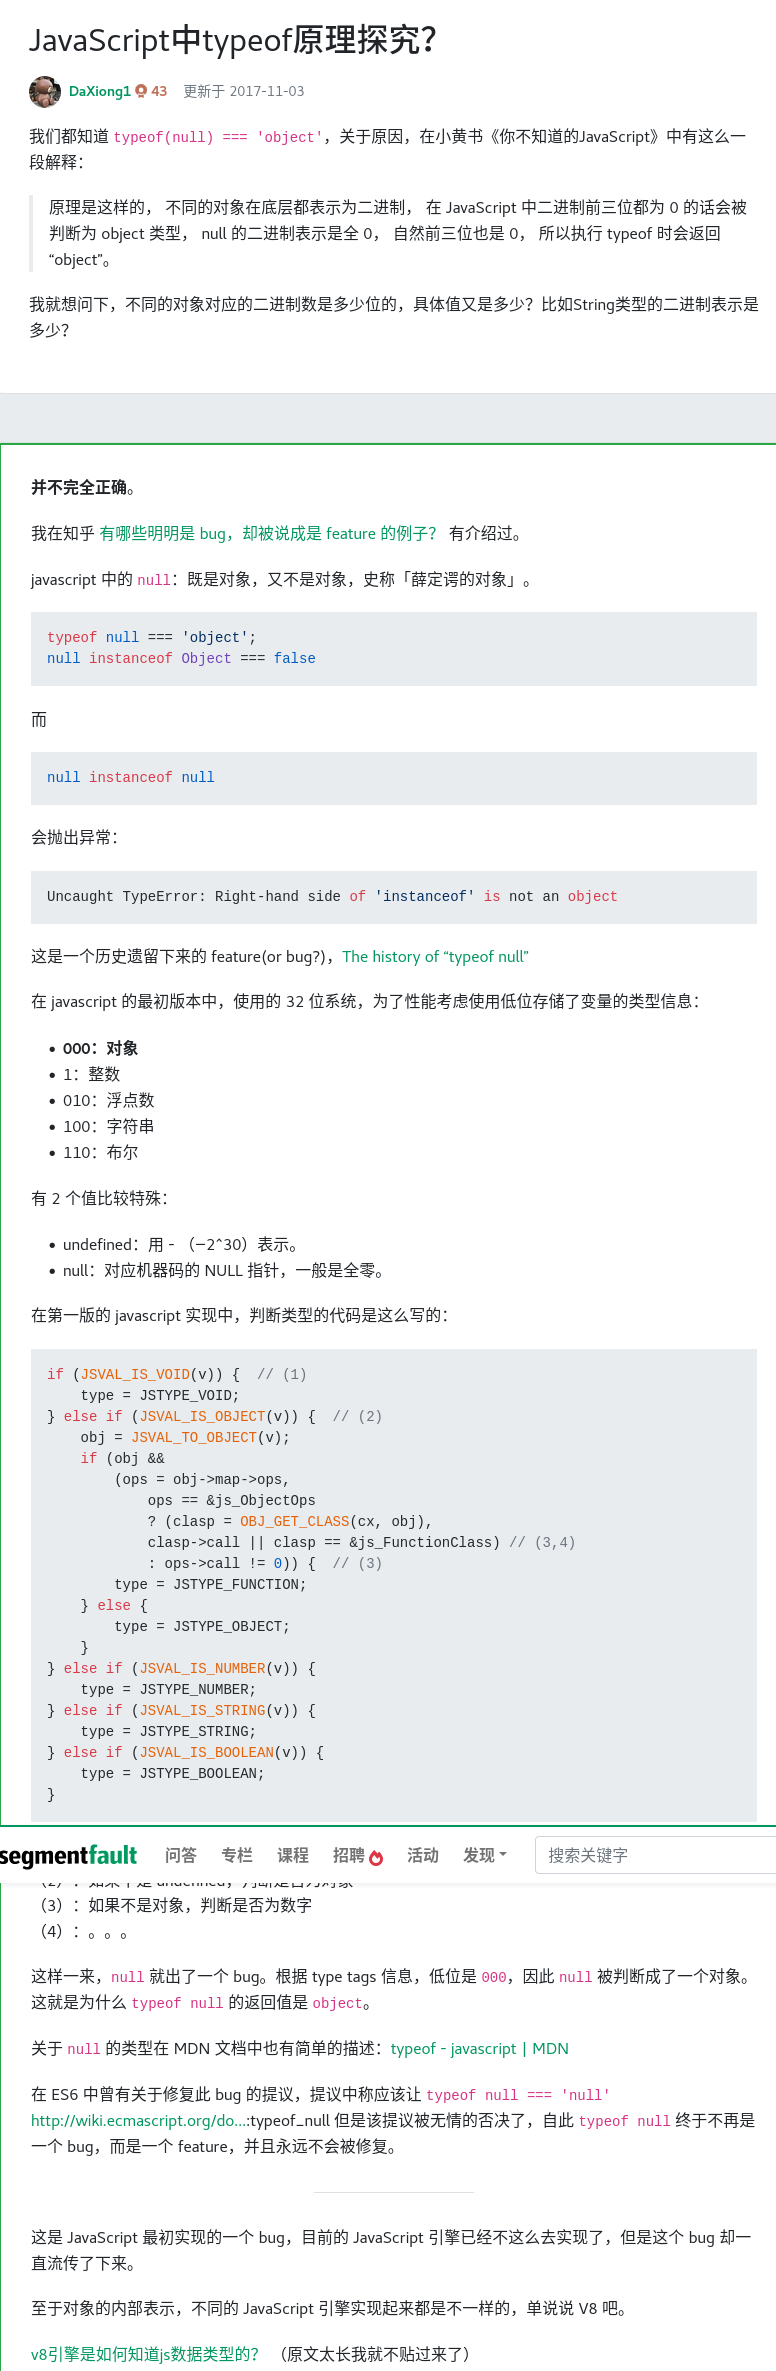 JavaScript中typeof原理探究？
DaXiong1 43 更新于 2017-11-03
我们都知道 typeof(null) === 'object'，关于原因，在小黄书《你不知道的JavaScript》中有这么一
段解释：
原理是这样的， 不同的对象在底层都表示为二进制， 在 JavaScript 中二进制前三位都为 0 的话会被
判断为 object 类型， null 的二进制表示是全 0， 自然前三位也是 0， 所以执行 typeof 时会返回
“object”。
我就想问下，不同的对象对应的二进制数是多少位的，具体值又是多少？比如String类型的二进制表示是
多少？
并不完全正确。
我在知乎 有哪些明明是 bug，却被说成是 feature 的例子？ 有介绍过。
javascript 中的 null：既是对象，又不是对象，史称「薛定谔的对象」。
typeof null === 'object';
null instanceof Object === false
而
null instanceof null
会抛出异常：
Uncaught TypeError: Right-hand side of 'instanceof' is not an object
这是一个历史遗留下来的 feature(or bug?)，The history of “typeof null”
在 javascript 的最初版本中，使用的 32 位系统，为了性能考虑使用低位存储了变量的类型信息：
• 000：对象
• 1：整数
• 010：浮点数
• 100：字符串
• 110：布尔
有 2 个值比较特殊：
• undefined：用 - （−2^30）表示。
• null：对应机器码的 NULL 指针，一般是全零。
在第一版的 javascript 实现中，判断类型的代码是这么写的：
if (JSVAL_IS_VOID(v)) {  // (1)
    type = JSTYPE_VOID;
} else if (JSVAL_IS_OBJECT(v)) {  // (2)
    obj = JSVAL_TO_OBJECT(v);
    if (obj &&
        (ops = obj->map->ops,
            ops == &js_ObjectOps
            ? (clasp = OBJ_GET_CLASS(cx, obj),
            clasp->call || clasp == &js_FunctionClass) // (3,4)
            : ops->call != 0)) {  // (3)
        type = JSTYPE_FUNCTION;
    } else {
        type = JSTYPE_OBJECT;
    }
} else if (JSVAL_IS_NUMBER(v)) {
    type = JSTYPE_NUMBER;
} else if (JSVAL_IS_STRING(v)) {
    type = JSTYPE_STRING;
} else if (JSVAL_IS_BOOLEAN(v)) {
    type = JSTYPE_BOOLEAN;
}
segmentfault 问答 专栏 课程 招聘 活动 发现 搜索关键字
（2）：如果不是 undefined，判断是否为对象
（3）：如果不是对象，判断是否为数字
（4）：。。。
这样一来，null 就出了一个 bug。根据 type tags 信息，低位是 000，因此 null 被判断成了一个对象。
这就是为什么 typeof null 的返回值是 object。
关于 null 的类型在 MDN 文档中也有简单的描述：typeof - javascript | MDN
在 ES6 中曾有关于修复此 bug 的提议，提议中称应该让 typeof null === 'null'
http://wiki.ecmascript.org/do...:typeof_null 但是该提议被无情的否决了，自此 typeof null 终于不再是
一个 bug，而是一个 feature，并且永远不会被修复。
这是 JavaScript 最初实现的一个 bug，目前的 JavaScript 引擎已经不这么去实现了，但是这个 bug 却一
直流传了下来。
至于对象的内部表示，不同的 JavaScript 引擎实现起来都是不一样的，单说说 V8 吧。
v8引擎是如何知道js数据类型的？ （原文太长我就不贴过来了）